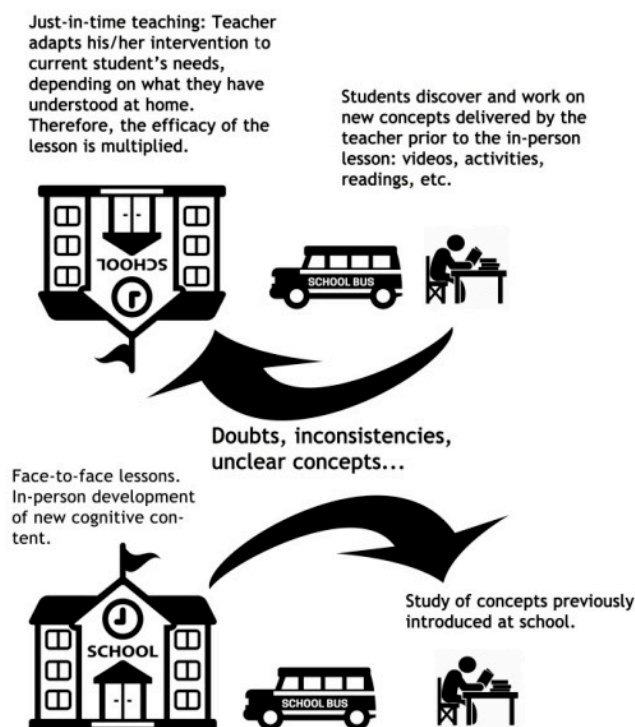 Just-in-time teaching: Teacher
adapts his/her intervention to
current student's needs,
depending on what they have
understood at home.
Therefore, the efficacy of the
lesson is multiplied.
Students discover and work on
new concepts delivered by the
teacher prior to the in-person
lesson: videos, activities,
readings, etc.
SCHOOL
SCHOOL BUS
Doubts, inconsistencies,
unclear concepts...
Face-to-face lessons.
In-person development
of new cognitive con-
tent.
Study of concepts previously
introduced at school.
SCHOOL
SCHOOL BUS